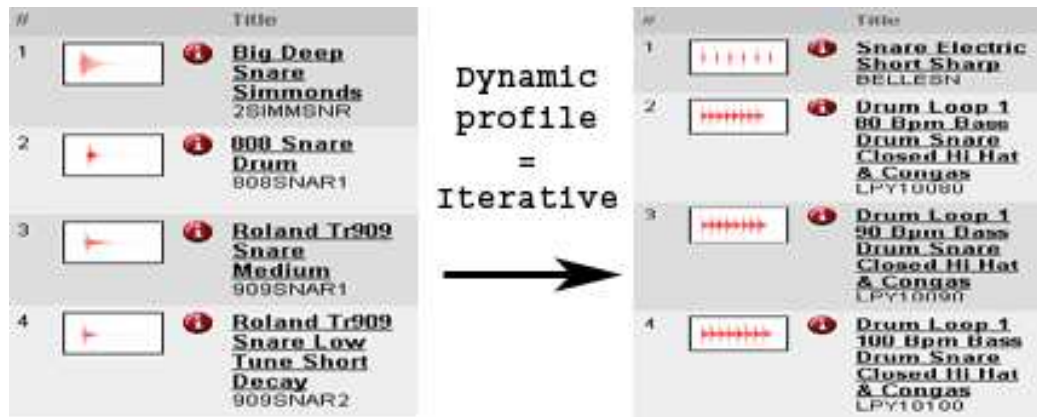 # Title
1 Big Deep
Snare
Simmonds
2SIMMSNR
2 808 Snare
Drum
808SNAR1
3 Roland Tr909
Snare
Medium
909SNAR1
4 Roland Tr909
Snare Low
Tune Short
Decay
909SNAR2
Dynamic
profile
=
Iterative
# Title
1 Snare Electric
Short Sharp
BELLESN
2 Drum Loop 1
80 Bpm Bass
Drum Snare
Closed Hi Hat
& Congas
LPY10080
3 Drum Loop 1
90 Bpm Bass
Drum Snare
Closed Hi Hat
& Congas
LPY10090
4 Drum Loop 1
100 Bpm Bass
Drum Snare
Closed Hi Hat
& Congas
LPY10100